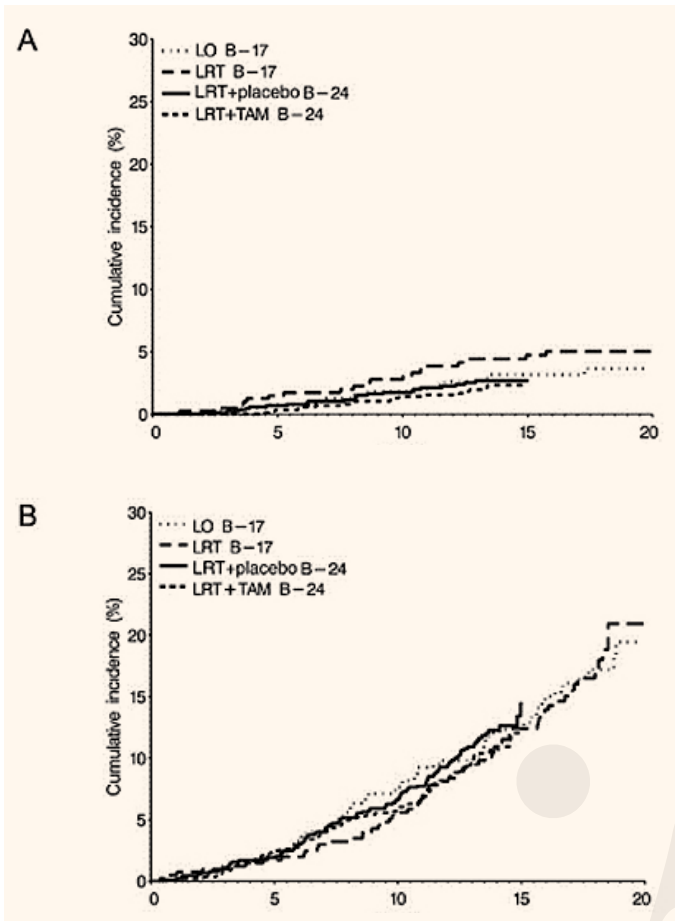 A
Cumulative incidence (%)
30
25
20
15
10
5
0
LO B–17
LRT B–17
LRT+placebo B–24
LRT+TAM B–24
0 5 10 15 20
B
Cumulative incidence (%)
30
25
20
15
10
5
0
LO B–17
LRT B–17
LRT+placebo B–24
LRT+TAM B–24
0 5 10 15 20